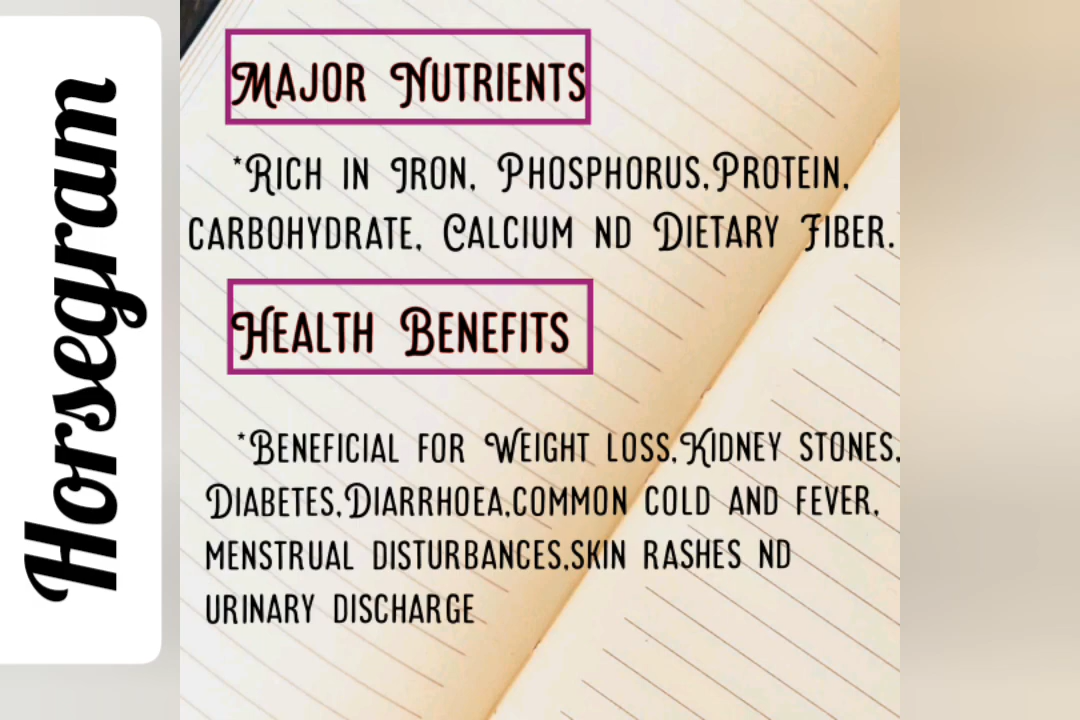 Horsegram
Major Nutrients
*Rich in Iron, Phosphorus,Protein,
carbohydrate, Calcium nd Dietary Fiber.
Health Benefits
*Beneficial for Weight loss,Kidney stones,
Diabetes,Diarrhoea,common cold and fever,
menstrual disturbances,skin rashes nd
urinary discharge